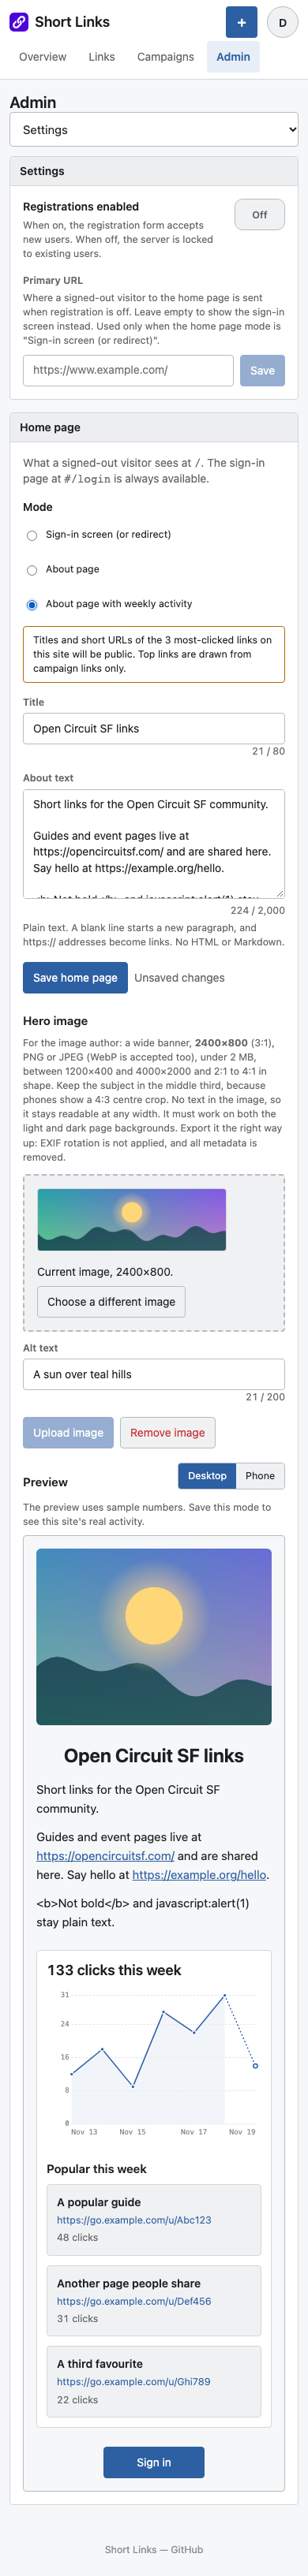 Short Links
+
D
Overview
Links
Campaigns
Admin
Admin
Settings
Settings
Registrations enabled
Off
When on, the registration form accepts
new users. When off, the server is locked
to existing users.
Primary URL
Where a signed-out visitor to the home page is sent
when registration is off. Leave empty to show the sign-in
screen instead. Used only when the home page mode is
"Sign-in screen (or redirect)".
https://www.example.com/
Save
Home page
What a signed-out visitor sees at /. The sign-in
page at #/login is always available.
Mode
Sign-in screen (or redirect)
About page
About page with weekly activity
Titles and short URLs of the 3 most-clicked links on
this site will be public. Top links are drawn from
campaign links only.
Title
Open Circuit SF links
21 / 80
About text
Short links for the Open Circuit SF community.
Guides and event pages live at
https://opencircuitsf.com/ and are shared here.
Say hello at https://example.org/hello.
<b>Not bold</b> and javascript:alert(1) stay
224 / 2,000
Plain text. A blank line starts a new paragraph, and
https:// addresses become links. No HTML or Markdown.
Save home page
Unsaved changes
Hero image
For the image author: a wide banner, 2400×800 (3:1),
PNG or JPEG (WebP is accepted too), under 2 MB,
between 1200×400 and 4000×2000 and 2:1 to 4:1 in
shape. Keep the subject in the middle third, because
phones show a 4:3 centre crop. No text in the image, so
it stays readable at any width. It must work on both the
light and dark page backgrounds. Export it the right way
up: EXIF rotation is not applied, and all metadata is
removed.
Current image, 2400×800.
Choose a different image
Alt text
A sun over teal hills
21 / 200
Upload image
Remove image
Preview
Desktop
Phone
The preview uses sample numbers. Save this mode to
see this site's real activity.
Open Circuit SF links
Short links for the Open Circuit SF
community.
Guides and event pages live at
https://opencircuitsf.com/ and are shared
here. Say hello at https://example.org/hello.
<b>Not bold</b> and javascript:alert(1)
stay plain text.
133 clicks this week
31
24
16
8
0
Nov 13
Nov 15
Nov 17
Nov 19
Popular this week
A popular guide
https://go.example.com/u/Abc123
48 clicks
Another page people share
https://go.example.com/u/Def456
31 clicks
A third favourite
https://go.example.com/u/Ghi789
22 clicks
Sign in
Short Links — GitHub